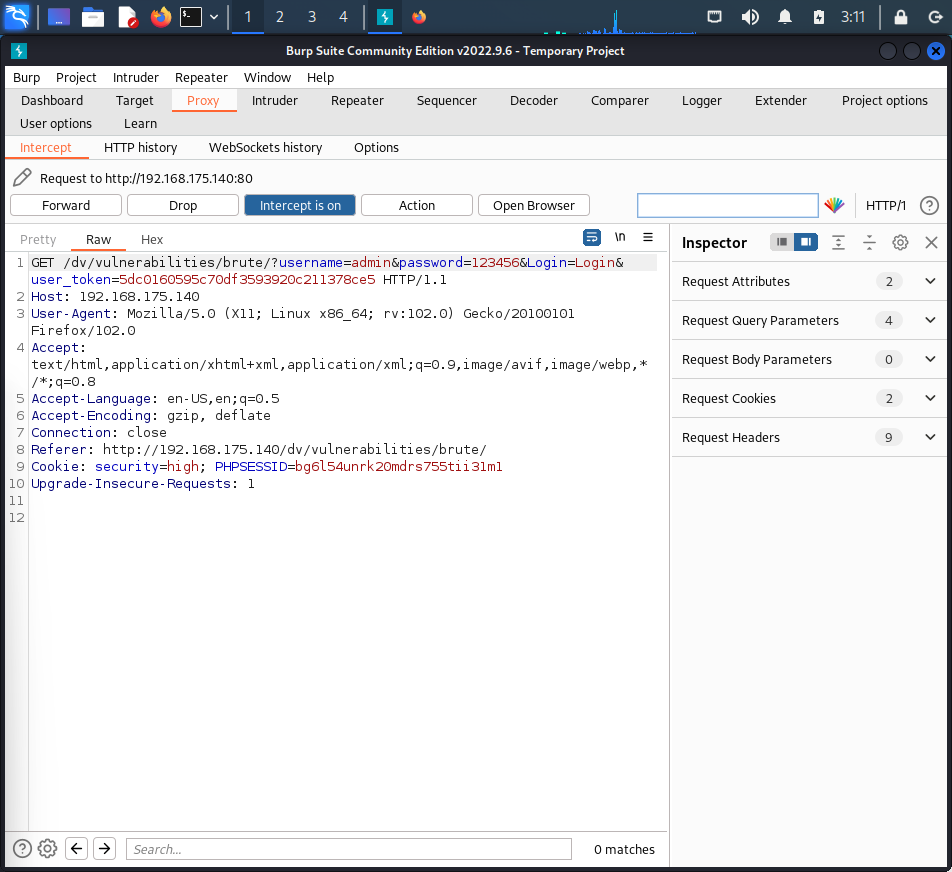 1 2 3 4 3:11
Burp Suite Community Edition v2022.9.6 - Temporary Project
Burp Project Intruder Repeater Window Help
Dashboard Target Proxy Intruder Repeater Sequencer Decoder Comparer Logger Extender Project options
User options Learn
Intercept HTTP history WebSockets history Options
Request to http://192.168.175.140:80
Forward Drop Intercept is on Action Open Browser HTTP/1 ?
Pretty Raw Hex \n
1 GET /dv/vulnerabilities/brute/?username=admin&password=123456&Login=Login&
user_token=5dc0160595c70df3593920c211378ce5 HTTP/1.1
2 Host: 192.168.175.140
3 User-Agent: Mozilla/5.0 (X11; Linux x86_64; rv:102.0) Gecko/20100101
Firefox/102.0
4 Accept:
text/html,application/xhtml+xml,application/xml;q=0.9,image/avif,image/webp,*
/*;q=0.8
5 Accept-Language: en-US,en;q=0.5
6 Accept-Encoding: gzip, deflate
7 Connection: close
8 Referer: http://192.168.175.140/dv/vulnerabilities/brute/
9 Cookie: security=high; PHPSESSID=bg6l54unrk20mdrs755tii31m1
10 Upgrade-Insecure-Requests: 1
11
12
Inspector
Request Attributes 2
Request Query Parameters 4
Request Body Parameters 0
Request Cookies 2
Request Headers 9
? Search... 0 matches